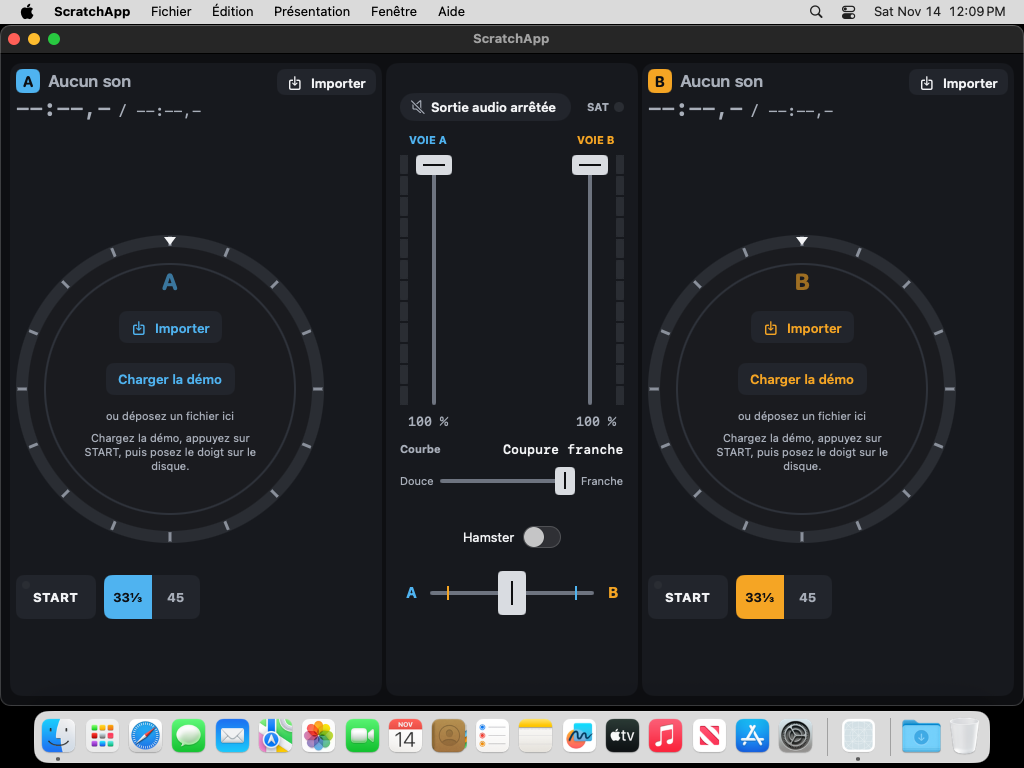 ScratchApp Fichier Édition Présentation Fenêtre Aide Sat Nov 14 12:09 PM
ScratchApp
A Aucun son Importer
--:--,- / --:--,-
Sortie audio arrêtée SAT
VOIE A VOIE B
B Aucun son Importer
--:--,- / --:--,-
A
Importer
Charger la démo
ou déposez un fichier ici
Chargez la démo, appuyez sur
START, puis posez le doigt sur le
disque.
START 33⅓ 45
100 % 100 %
Courbe Coupure franche
Douce Franche
Hamster
A B
B
Importer
Charger la démo
ou déposez un fichier ici
Chargez la démo, appuyez sur
START, puis posez le doigt sur le
disque.
START 33⅓ 45
NOV
14
tv